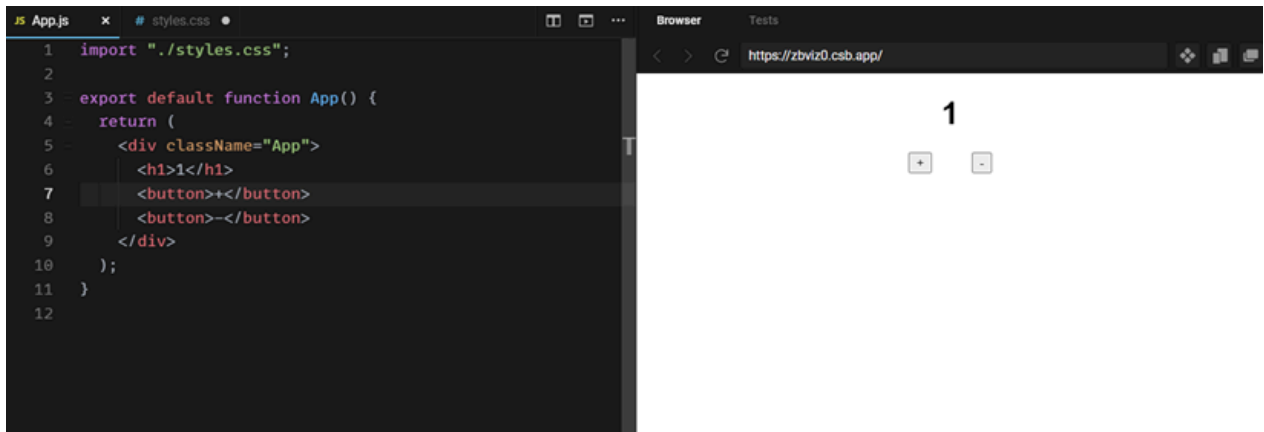 JS App.js × # styles.css ●
1 import "./styles.css";
2
3 export default function App() {
4 return (
5 <div className="App">
6 <h1>1</h1>
7 <button>+</button>
8 <button>-</button>
9 </div>
10 );
11 }
12
Browser Tests
https://zbviz0.csb.app/
1
+ -